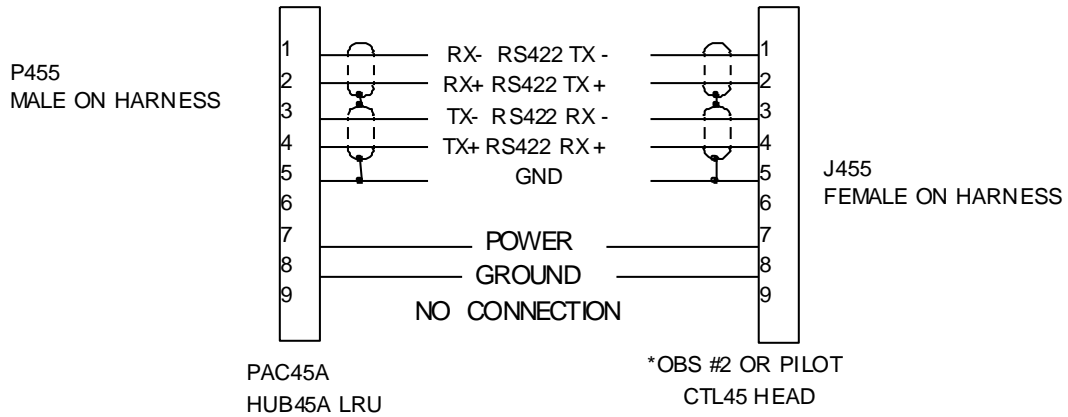 P455
MALE ON HARNESS
1
2
3
4
5
6
7
8
9
RX- RS422 TX -
RX+ RS422 TX +
TX- RS422 RX -
TX+ RS422 RX +
GND
POWER
GROUND
NO CONNECTION
1
2
3
4
5
6
7
8
9
J455
FEMALE ON HARNESS
PAC45A
HUB45A LRU
*OBS #2 OR PILOT
CTL45 HEAD